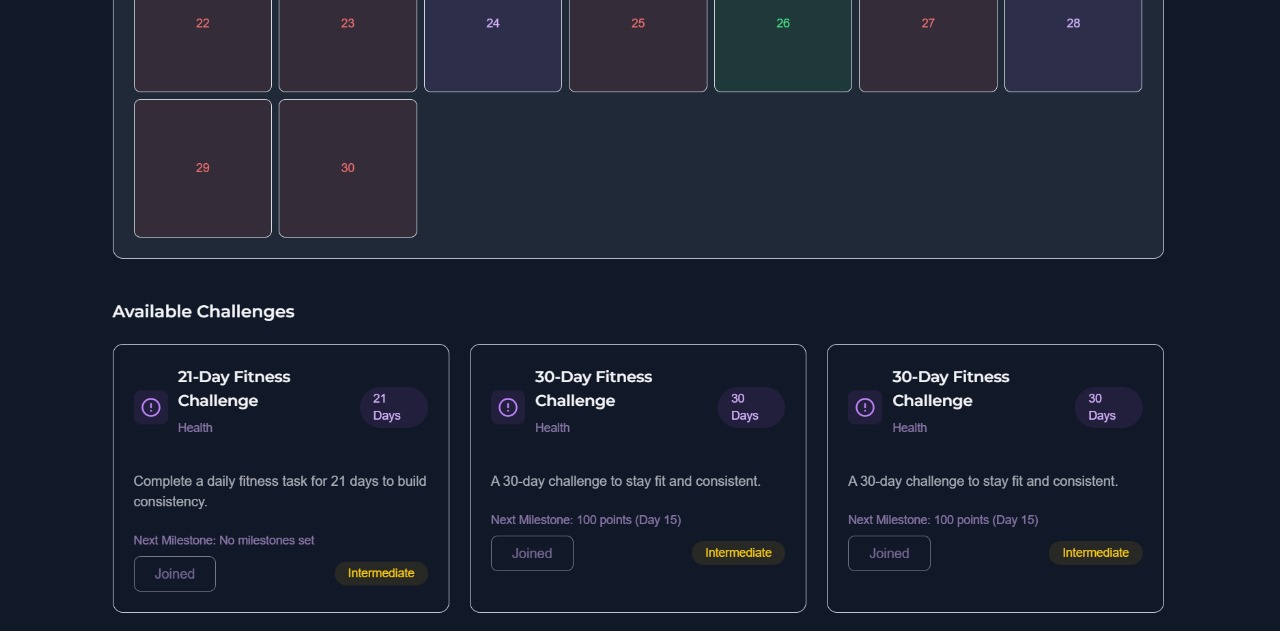 22 23 24 25 26 27 28
29 30
Available Challenges
21-Day Fitness
Challenge
Health
21
Days
Complete a daily fitness task for 21 days to build
consistency.
Next Milestone: No milestones set
Joined
Intermediate
30-Day Fitness
Challenge
Health
30
Days
A 30-day challenge to stay fit and consistent.
Next Milestone: 100 points (Day 15)
Joined
Intermediate
30-Day Fitness
Challenge
Health
30
Days
A 30-day challenge to stay fit and consistent.
Next Milestone: 100 points (Day 15)
Joined
Intermediate